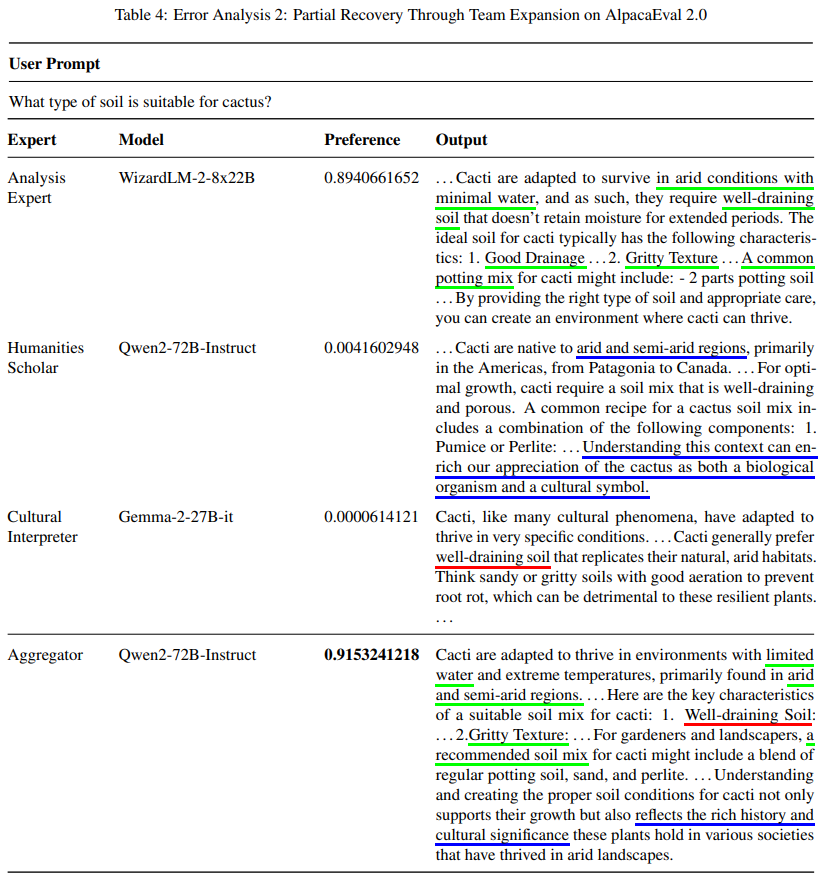 Table 4: Error Analysis 2: Partial Recovery Through Team Expansion on AlpacaEval 2.0
User Prompt
What type of soil is suitable for cactus?
Expert Model Preference Output
Analysis Expert WizardLM-2-8x22B 0.8940661652
…Cacti are adapted to survive in arid conditions with
minimal water, and as such, they require well-draining
soil that doesn't retain moisture for extended periods. The
ideal soil for cacti typically has the following characteris-
tics: 1. Good Drainage …2. Gritty Texture …A common
potting mix for cacti might include: - 2 parts potting soil
…By providing the right type of soil and appropriate care,
you can create an environment where cacti can thrive.
Humanities Scholar Qwen2-72B-Instruct 0.0041602948
…Cacti are native to arid and semi-arid regions, primarily
in the Americas, from Patagonia to Canada. …For opti-
mal growth, cacti require a soil mix that is well-draining
and porous. A common recipe for a cactus soil mix in-
cludes a combination of the following components: 1.
Pumice or Perlite: …Understanding this context can en-
rich our appreciation of the cactus as both a biological
organism and a cultural symbol.
Cultural Interpreter Gemma-2-27B-it 0.0000614121
Cacti, like many cultural phenomena, have adapted to
thrive in very specific conditions. …Cacti generally prefer
well-draining soil that replicates their natural, arid habitats.
Think sandy or gritty soils with good aeration to prevent
root rot, which can be detrimental to these resilient plants.
…
Aggregator Qwen2-72B-Instruct 0.9153241218
Cacti are adapted to thrive in environments with limited
water and extreme temperatures, primarily found in arid
and semi-arid regions. …Here are the key characteristics
of a suitable soil mix for cacti: 1. Well-draining Soil:
…2.Gritty Texture: …For gardeners and landscapers, a
recommended soil mix for cacti might include a blend of
regular potting soil, sand, and perlite. …Understanding
and creating the proper soil conditions for cacti not only
supports their growth but also reflects the rich history and
cultural significance these plants hold in various societies
that have thrived in arid landscapes.